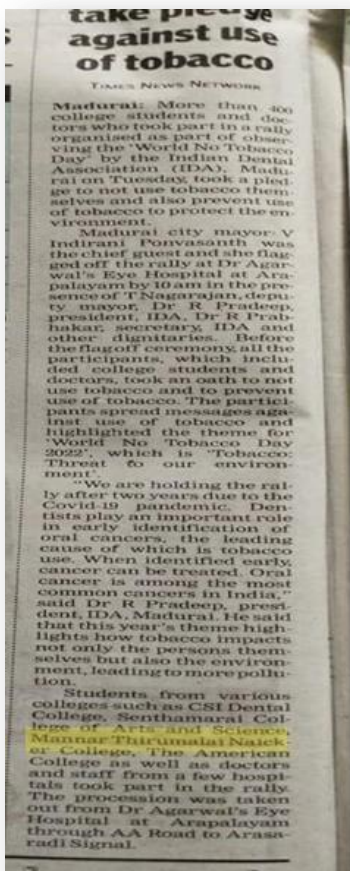 take pledge
against use
of tobacco
TIMES NEWS NETWORK
Madurai: More than 400
college students and doc-
tors who took part in a rally
organised as part of obser-
ving the 'World No Tobacco
Day' by the Indian Dental
Association (IDA), Madu-
rai on Tuesday, took a pled-
ge to not use tobacco them-
selves and also prevent use
of tobacco to protect the en-
vironment.
Madurai city mayor V
Indirani Ponvasanth was
the chief guest and she flag-
ged off the rally at Dr Agar-
wal's Eye Hospital at Ara-
palayam by 10 am in the pre-
sence of T Nagarajan, depu-
ty mayor, Dr R Pradeep,
president, IDA, Dr R Prab-
hakar, secretary, IDA and
other dignitaries. Before
the flag off ceremony, all the
participants, which inclu-
ded college students and
doctors, took an oath to not
use tobacco and to prevent
use of tobacco. The partici-
pants spread messages aga-
inst use of tobacco and
highlighted the theme for
'World No Tobacco Day
2022', which is 'Tobacco:
Threat to our environ-
ment'.
"We are holding the ral-
ly after two years due to the
Covid-19 pandemic. Den-
tists play an important role
in early identification of
oral cancers, the leading
cause of which is tobacco
use. When identified early,
cancer can be treated. Oral
cancer is among the most
common cancers in India,"
said Dr R Pradeep, presi-
dent, IDA, Madurai. He said
that this year's theme high-
lights how tobacco impacts
not only the persons them-
selves but also the environ-
ment, leading to more pollu-
tion.
Students from various
colleges such as CSI Dental
College, Senthamarai Col-
lege of Arts and Science,
Mannar Thirumalai Naick-
er College, The American
College as well as doctors
and staff from a few hospi-
tals took part in the rally.
The procession was taken
out from Dr Agarwal's Eye
Hospital at Arapalayam
through AA Road to Arasa-
radi Signal.